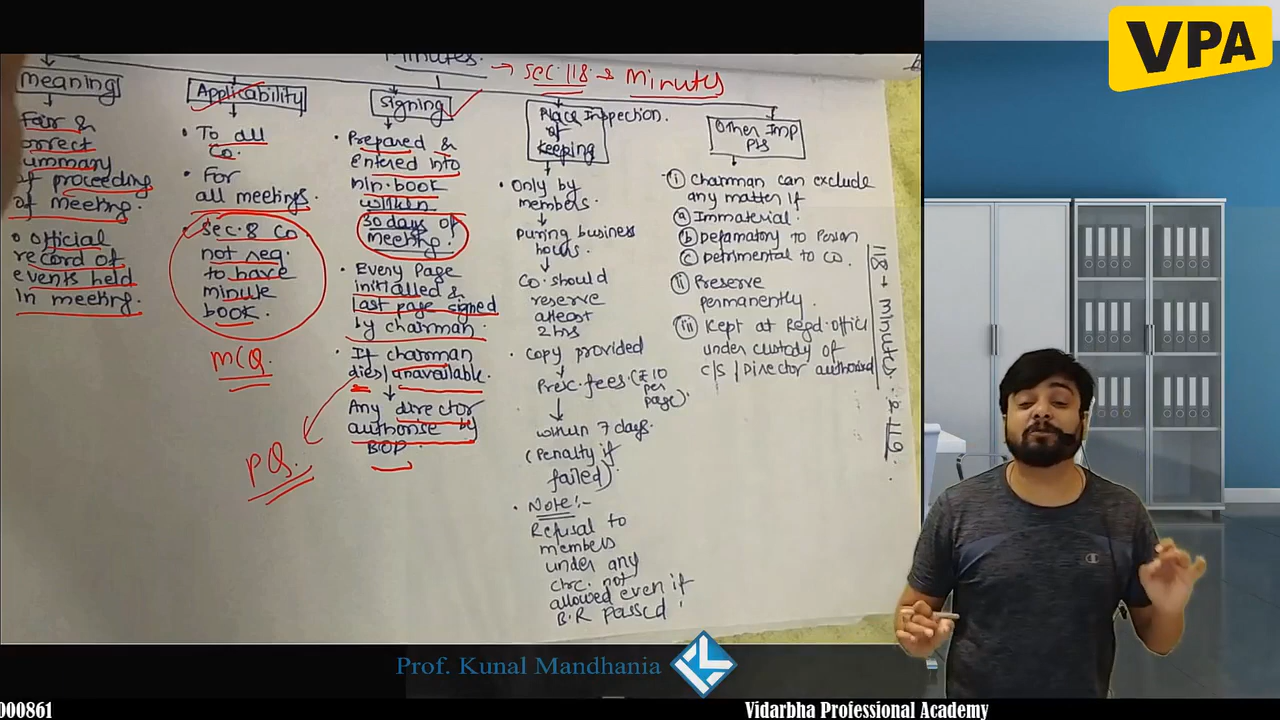 VPA
Minutes. → Sec. 118 → Minutes
Meaning
Fair &
orrect
ummary
of proceeding
of meeting.
official
record of
events held
in meeting.
Applicability
• To all
Co.
• For
all meetings
• Sec. 8 Co
not req.
to have
minute
book.
MCQ.
Signing
• Prepared &
entered into
min. book
within
30 days of
meeting.
• Every Page
initialled &
last page signed
by chairman
• If chairman
dies/unavailable.
Any director
authorise by
BOD.
PQ.
Place Inspection.
of
keeping
• Only by
members.
During business
hours.
Co. should
reserve
atleast
2 hrs
• Copy provided
Presc. fees (₹10
per
page).
within 7 days.
(Penalty if
failed).
• Note:-
Refusal to
members
under any
circ. not
allowed even if
B.R passed !
Other Imp
Pts
(i) Chairman can exclude
any matter if
(a) Immaterial.
(b) Defamatory to Person
(c) Detrimental to Co.
(ii) Preserve
permanently.
(iii) Kept at Regd. offic
under custody of
C/S / Director authorised
118 → Minutes.
119.
Prof. Kunal Mandhania
000861
Vidarbha Professional Academy